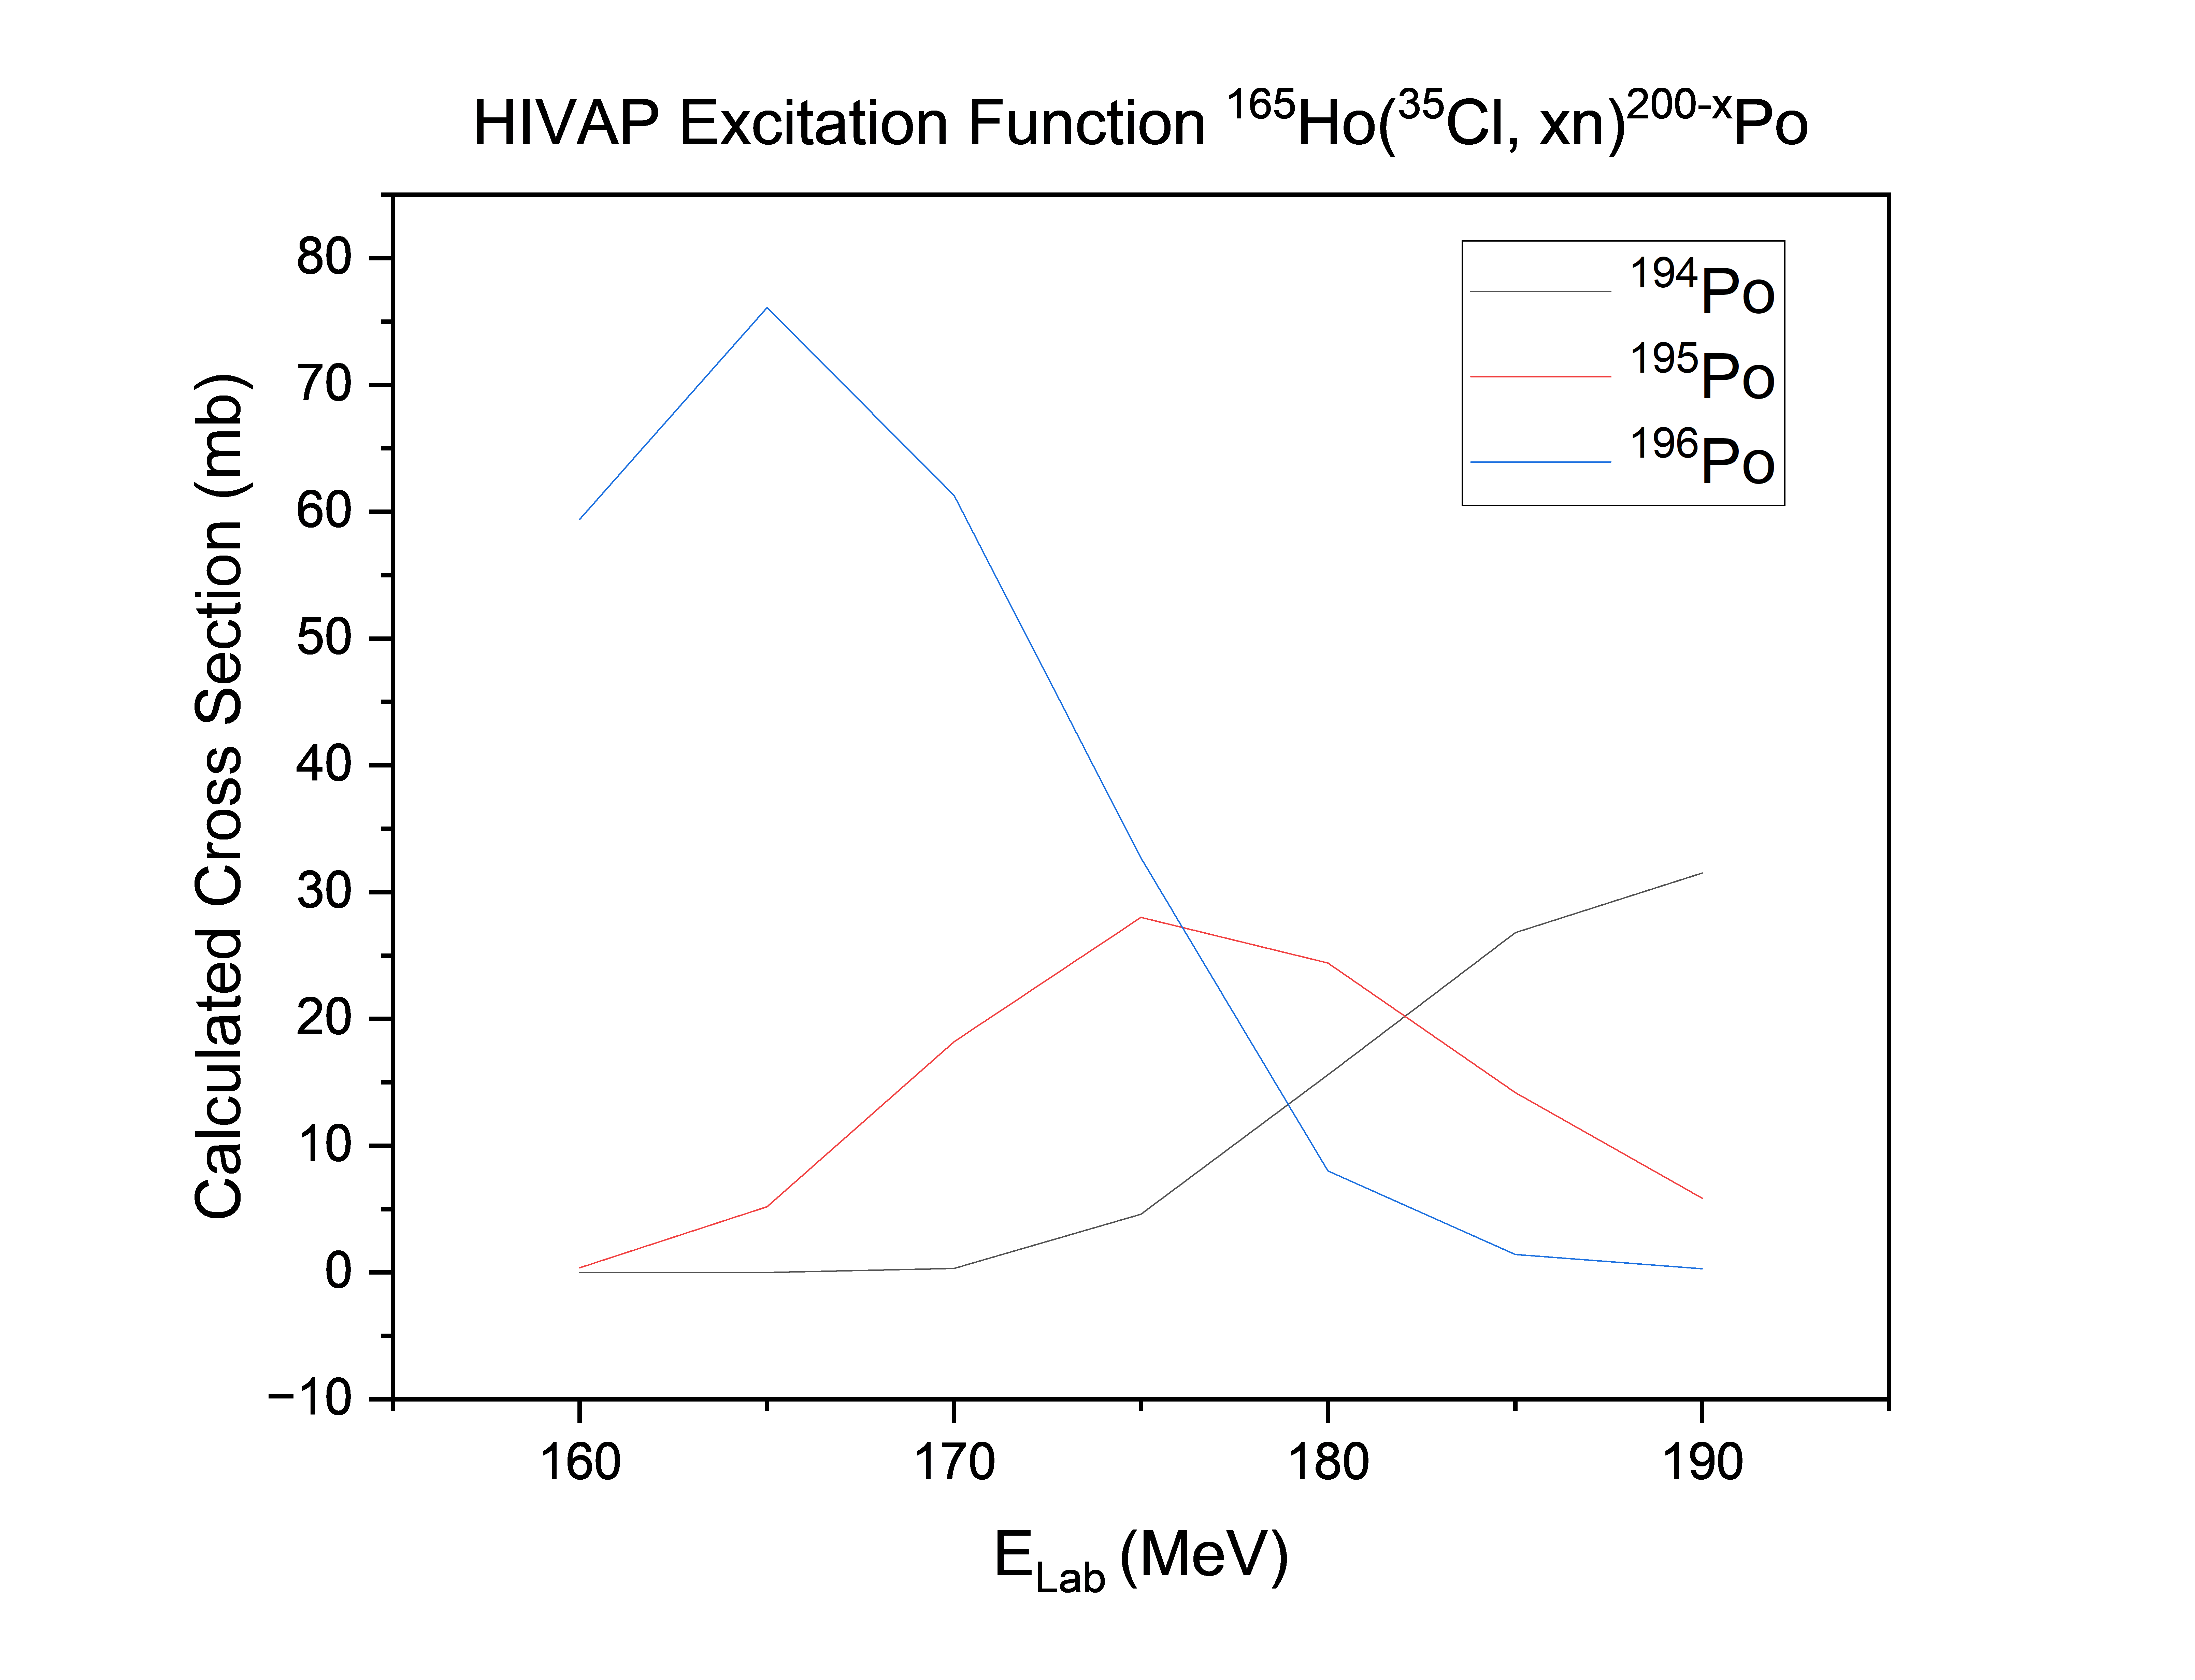 HIVAP Excitation Function ¹⁶⁵Ho(³⁵Cl, xn)²⁰⁰⁻ˣPo
¹⁹⁴Po
¹⁹⁵Po
¹⁹⁶Po
Calculated Cross Section (mb)
80
70
60
50
40
30
20
10
0
−10
160 170 180 190
E_Lab (MeV)